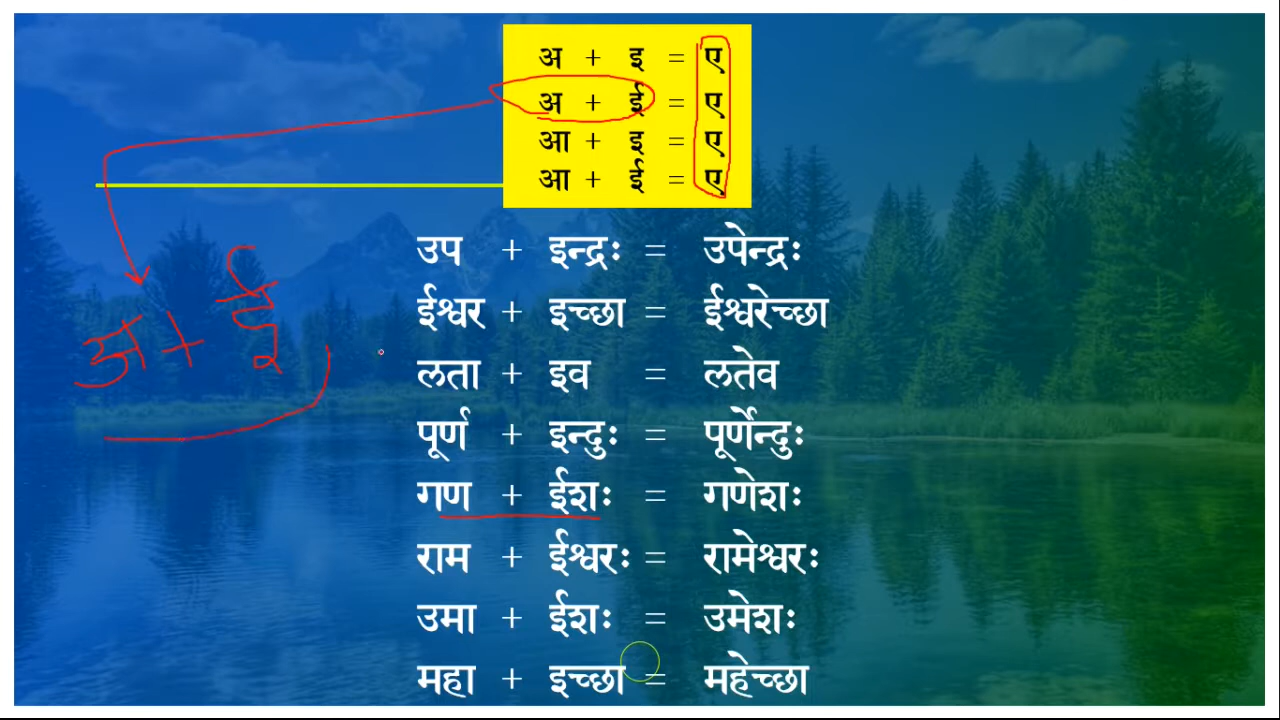 अ + इ = ए
अ + ई = ए
आ + इ = ए
आ + ई = ए
उप + इन्द्रः = उपेन्द्रः
ईश्वर + इच्छा = ईश्वरेच्छा
अ + ई
लता + इव = लतेव
पूर्ण + इन्दुः = पूर्णेन्दुः
गण + ईशः = गणेशः
राम + ईश्वरः = रामेश्वरः
उमा + ईशः = उमेशः
महा + इच्छा = महेच्छा